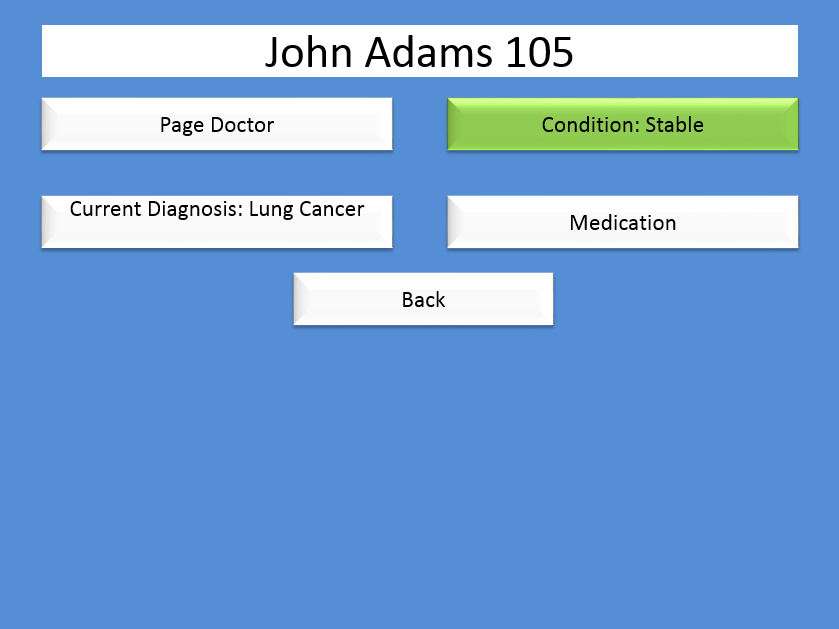 John Adams 105
Page Doctor
Condition: Stable
Current Diagnosis: Lung Cancer
Medication
Back